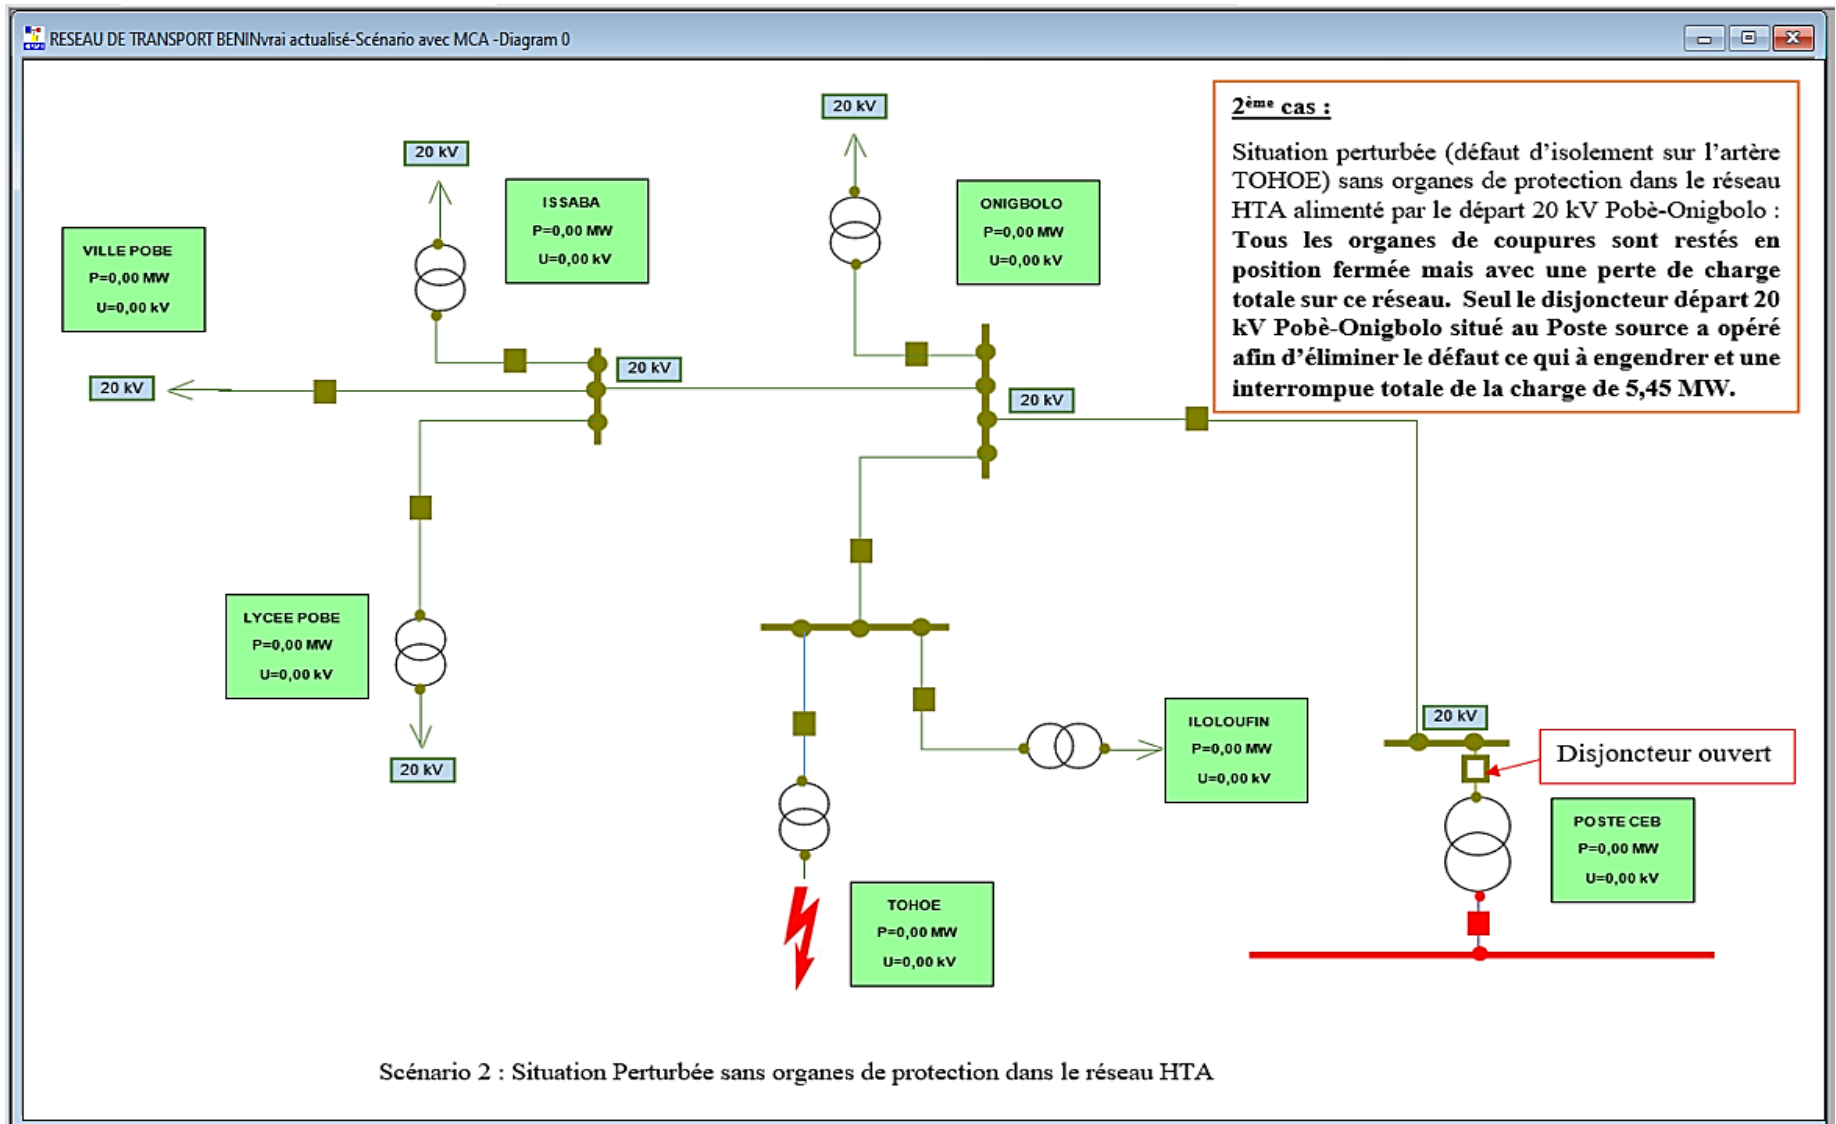 RESEAU DE TRANSPORT BENINvrai actualisé-Scénario avec MCA -Diagram 0
2ème cas :
Situation perturbée (défaut d'isolement sur l'artère
TOHOE) sans organes de protection dans le réseau
HTA alimenté par le départ 20 kV Pobè-Onigbolo :
Tous les organes de coupures sont restés en
position fermée mais avec une perte de charge
totale sur ce réseau. Seul le disjoncteur départ 20
kV Pobè-Onigbolo situé au Poste source a opéré
afin d'éliminer le défaut ce qui à engendrer et une
interrompue totale de la charge de 5,45 MW.
20 kV
20 kV
ISSABA
P=0,00 MW
U=0,00 kV
ONIGBOLO
P=0,00 MW
U=0,00 kV
VILLE POBE
P=0,00 MW
U=0,00 kV
20 kV
20 kV
20 kV
LYCEE POBE
P=0,00 MW
U=0,00 kV
20 kV
ILOLOUFIN
P=0,00 MW
U=0,00 kV
20 kV
Disjoncteur ouvert
POSTE CEB
P=0,00 MW
U=0,00 kV
TOHOE
P=0,00 MW
U=0,00 kV
Scénario 2 : Situation Perturbée sans organes de protection dans le réseau HTA